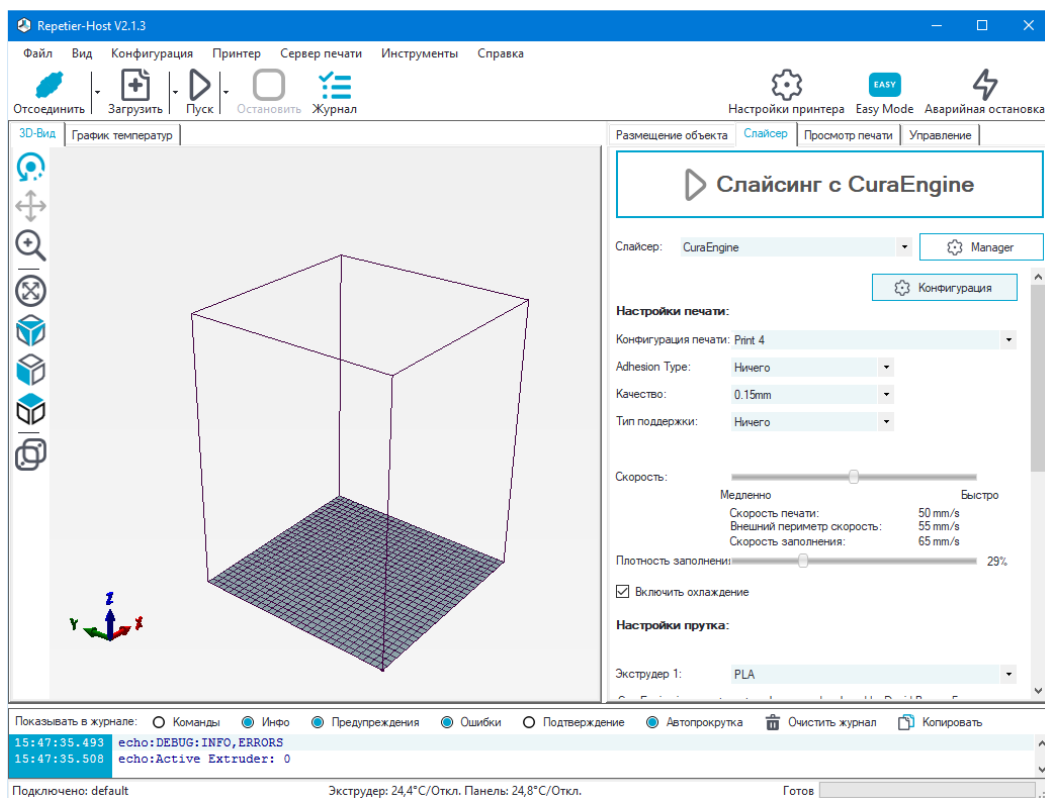 Repetier-Host V2.1.3
Файл Вид Конфигурация Принтер Сервер печати Инструменты Справка
EASY
Отсоединить Загрузить Пуск Остановить Журнал Настройки принтера Easy Mode Аварийная остановка
3D-Вид График температур Размещение объекта Слайсер Просмотр печати Управление
Слайсинг с CuraEngine
Слайсер: CuraEngine Manager
Конфигурация
Настройки печати:
Конфигурация печати: Print 4
Adhesion Type: Ничего
Качество: 0.15mm
Тип поддержки: Ничего
Скорость:
Медленно Быстро
Скорость печати: 50 mm/s
Внешний периметр скорость: 55 mm/s
Скорость заполнения: 65 mm/s
Плотность заполнени 29%
Включить охлаждение
Настройки прутка:
Экструдер 1: PLA
Z
Y X
Показывать в журнале: Команды Инфо Предупреждения Ошибки Подтверждение Автопрокрутка Очистить журнал Копировать
15:47:35.493 echo:DEBUG:INFO,ERRORS
15:47:35.508 echo:Active Extruder: 0
Подключено: default Экструдер: 24,4°C/Откл. Панель: 24,8°C/Откл. Готов